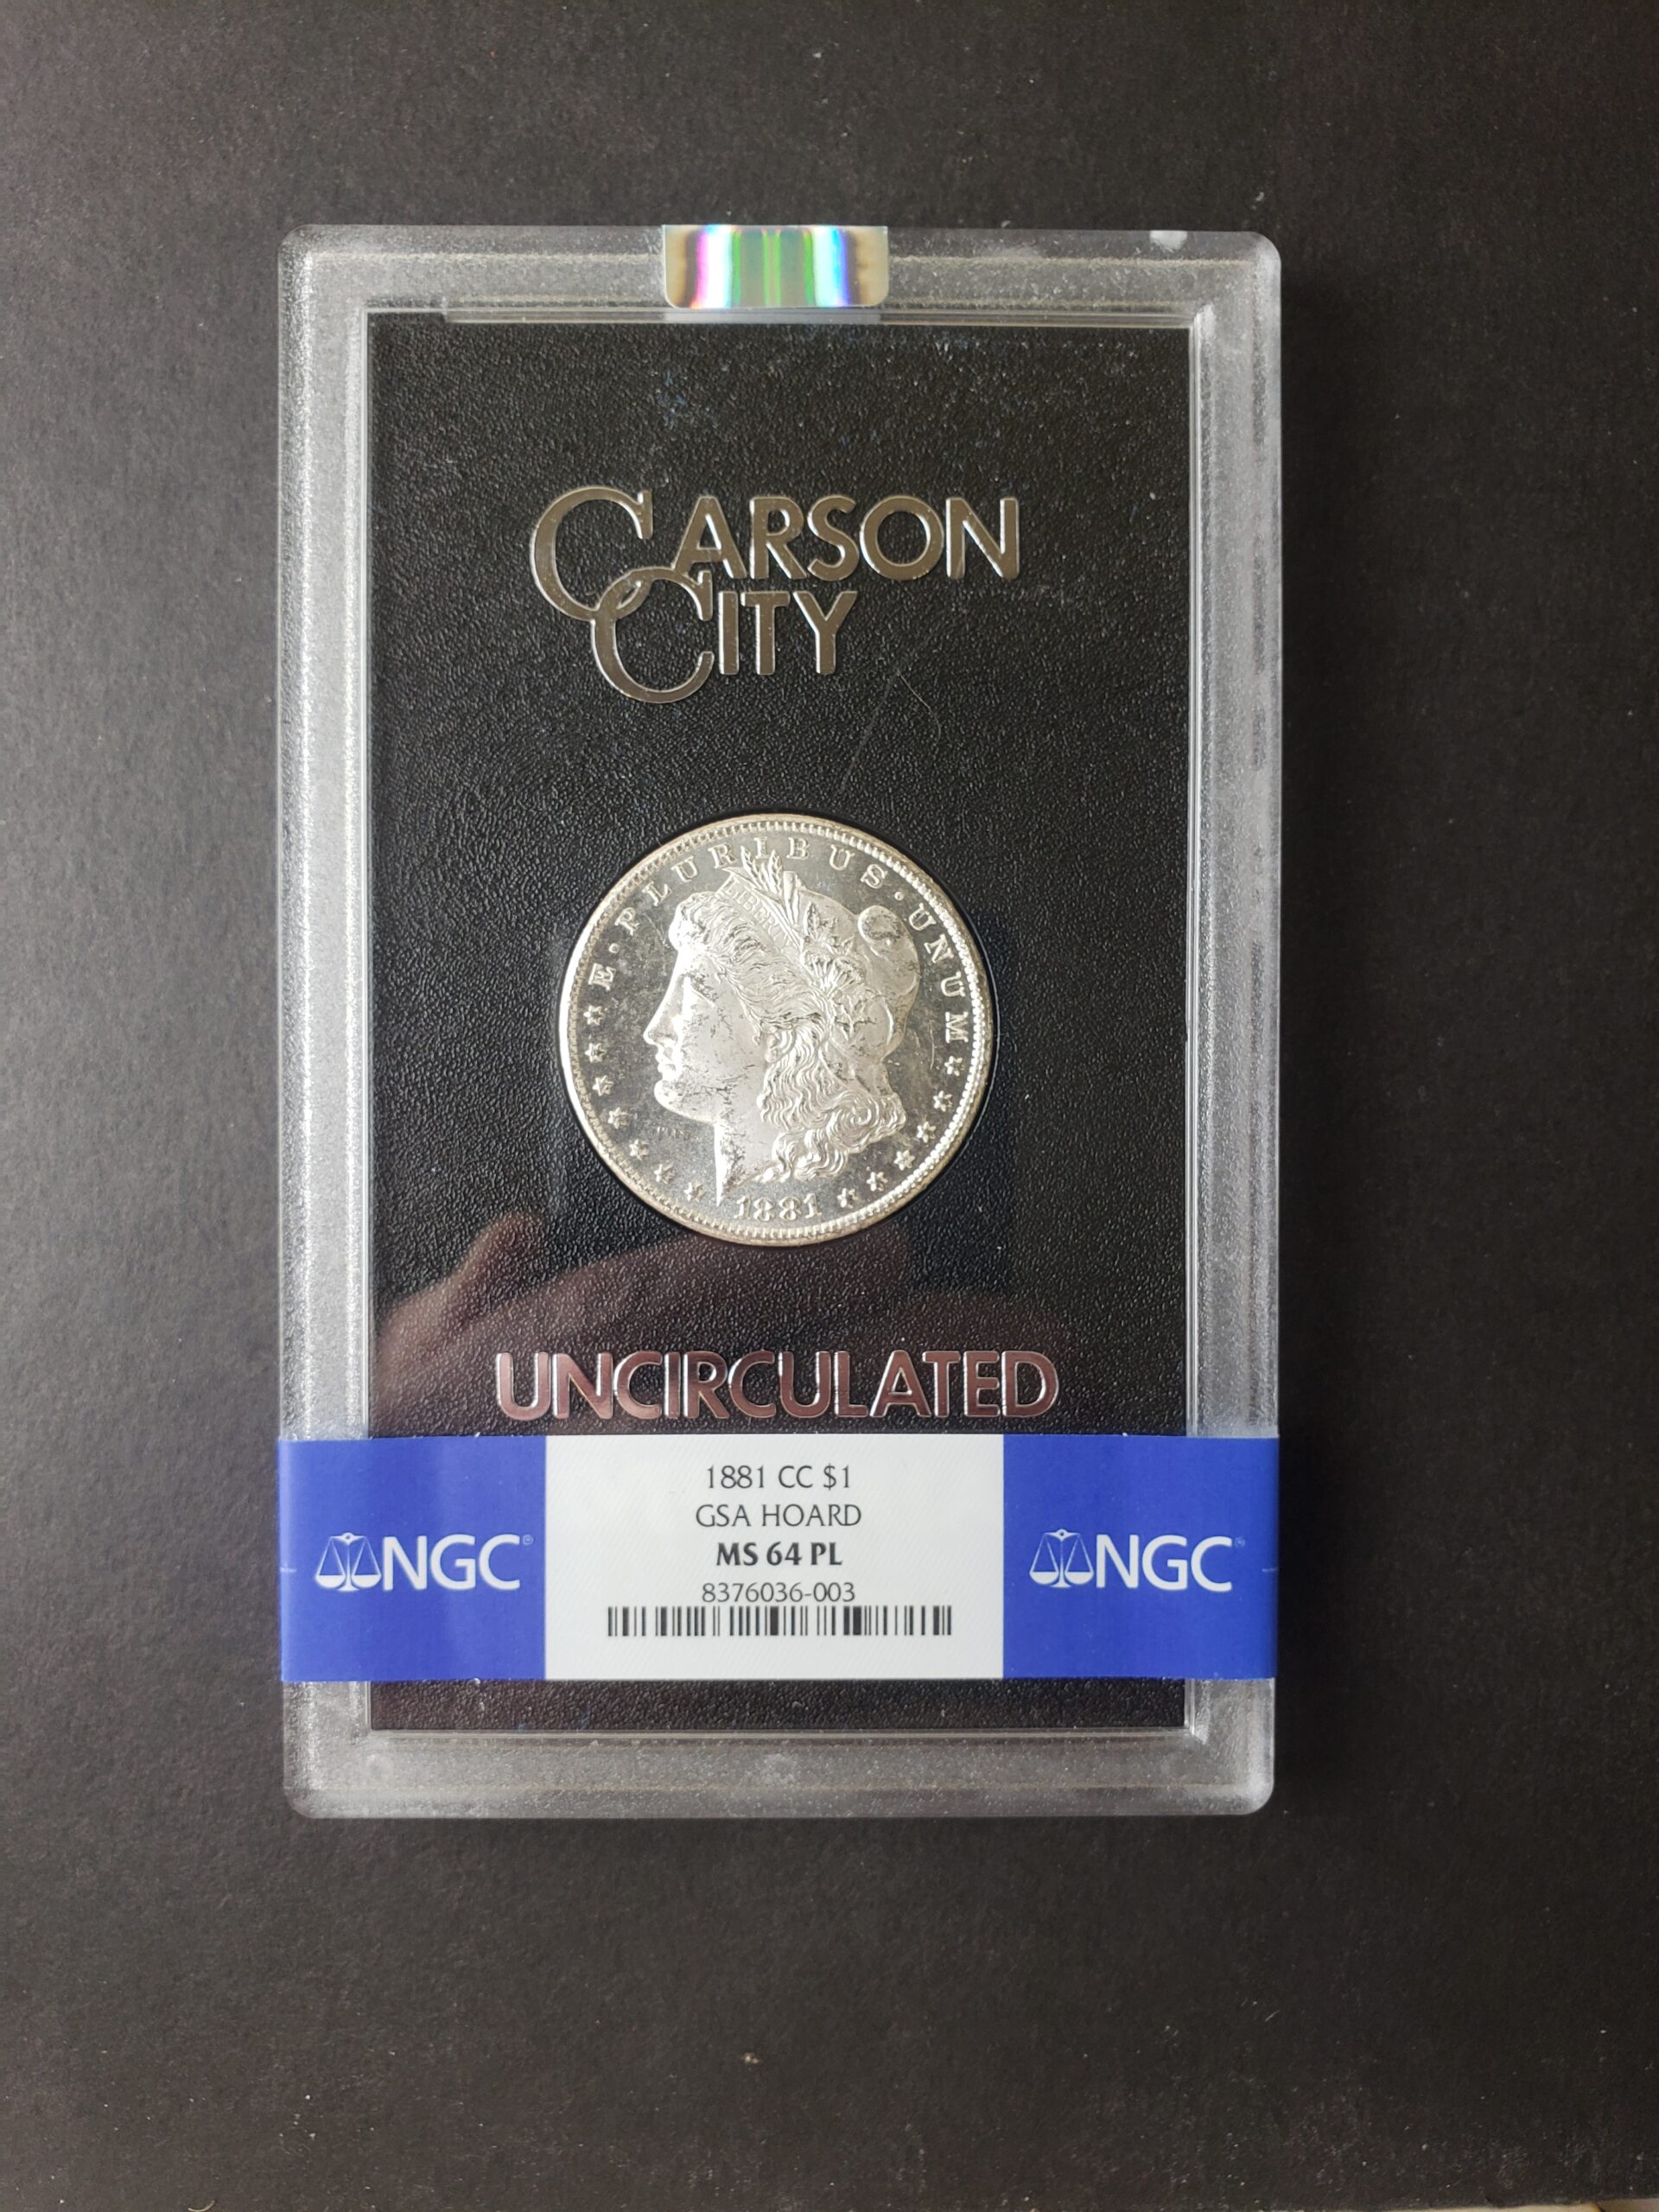 CARSON
CITY
E·PLURIBUS·UNUM
LIBERTY
1881
UNCIRCULATED
1881 CC $1
GSA HOARD
MS 64 PL
8376036-003
NGC®
NGC®